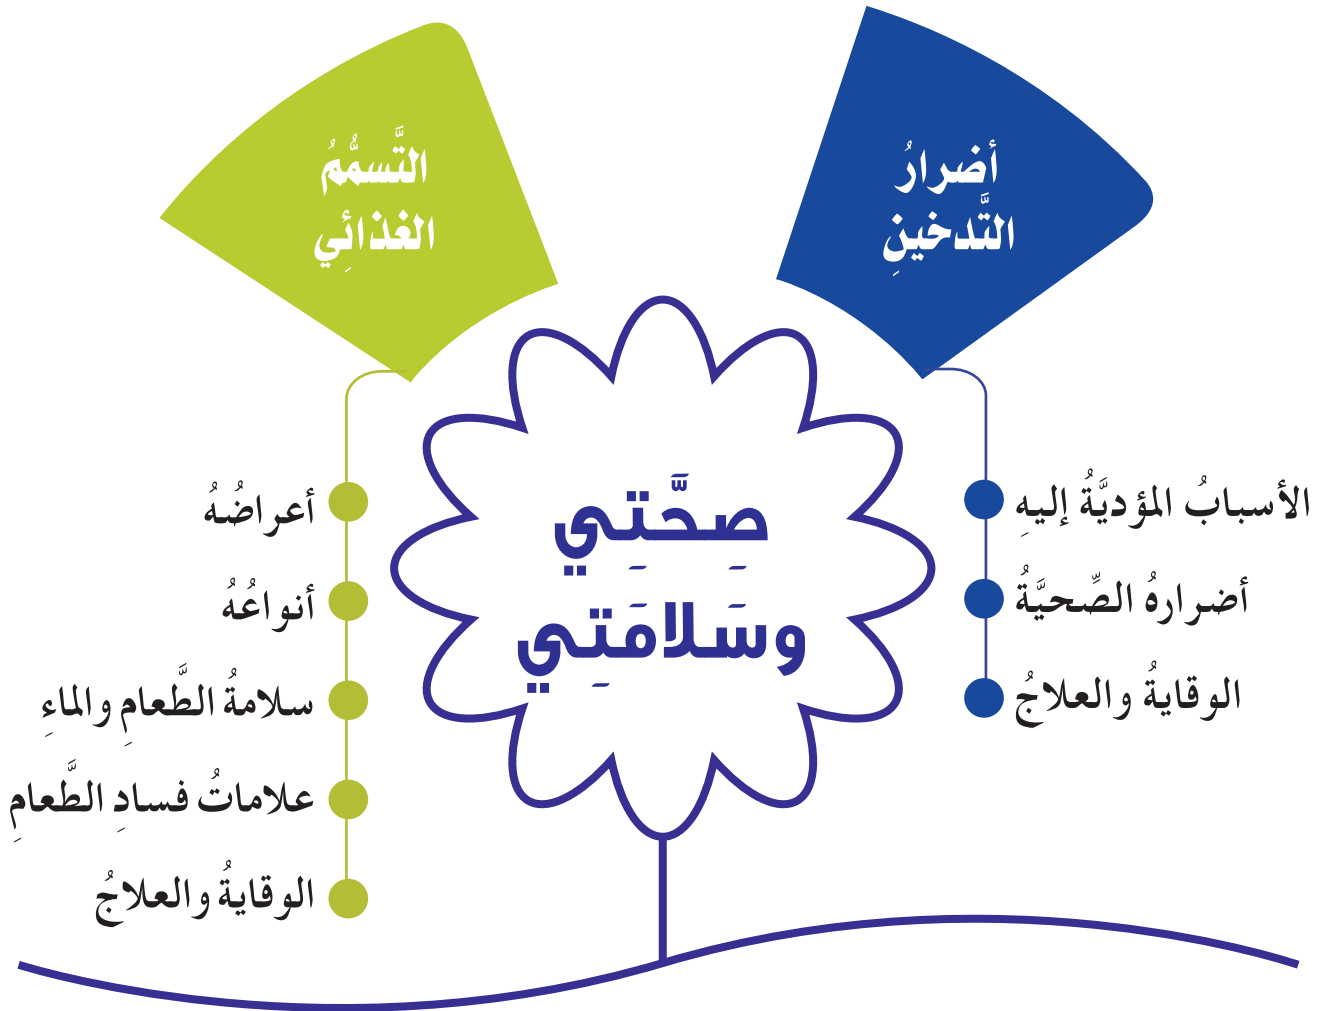 أضرارُ
التَّدخينِ
التَّسمُّمُ
الغذائِي
صِحَّتِي
وسَلامَتِي
الأسبابُ المؤديَّةُ إليهِ
أضرارهُ الصِّحيَّةُ
الوقايةُ والعلاجُ
أعراضُهُ
أنواعُهُ
سلامةُ الطَّعامِ والماءِ
علاماتُ فسادِ الطَّعامِ
الوقايةُ والعلاجُ